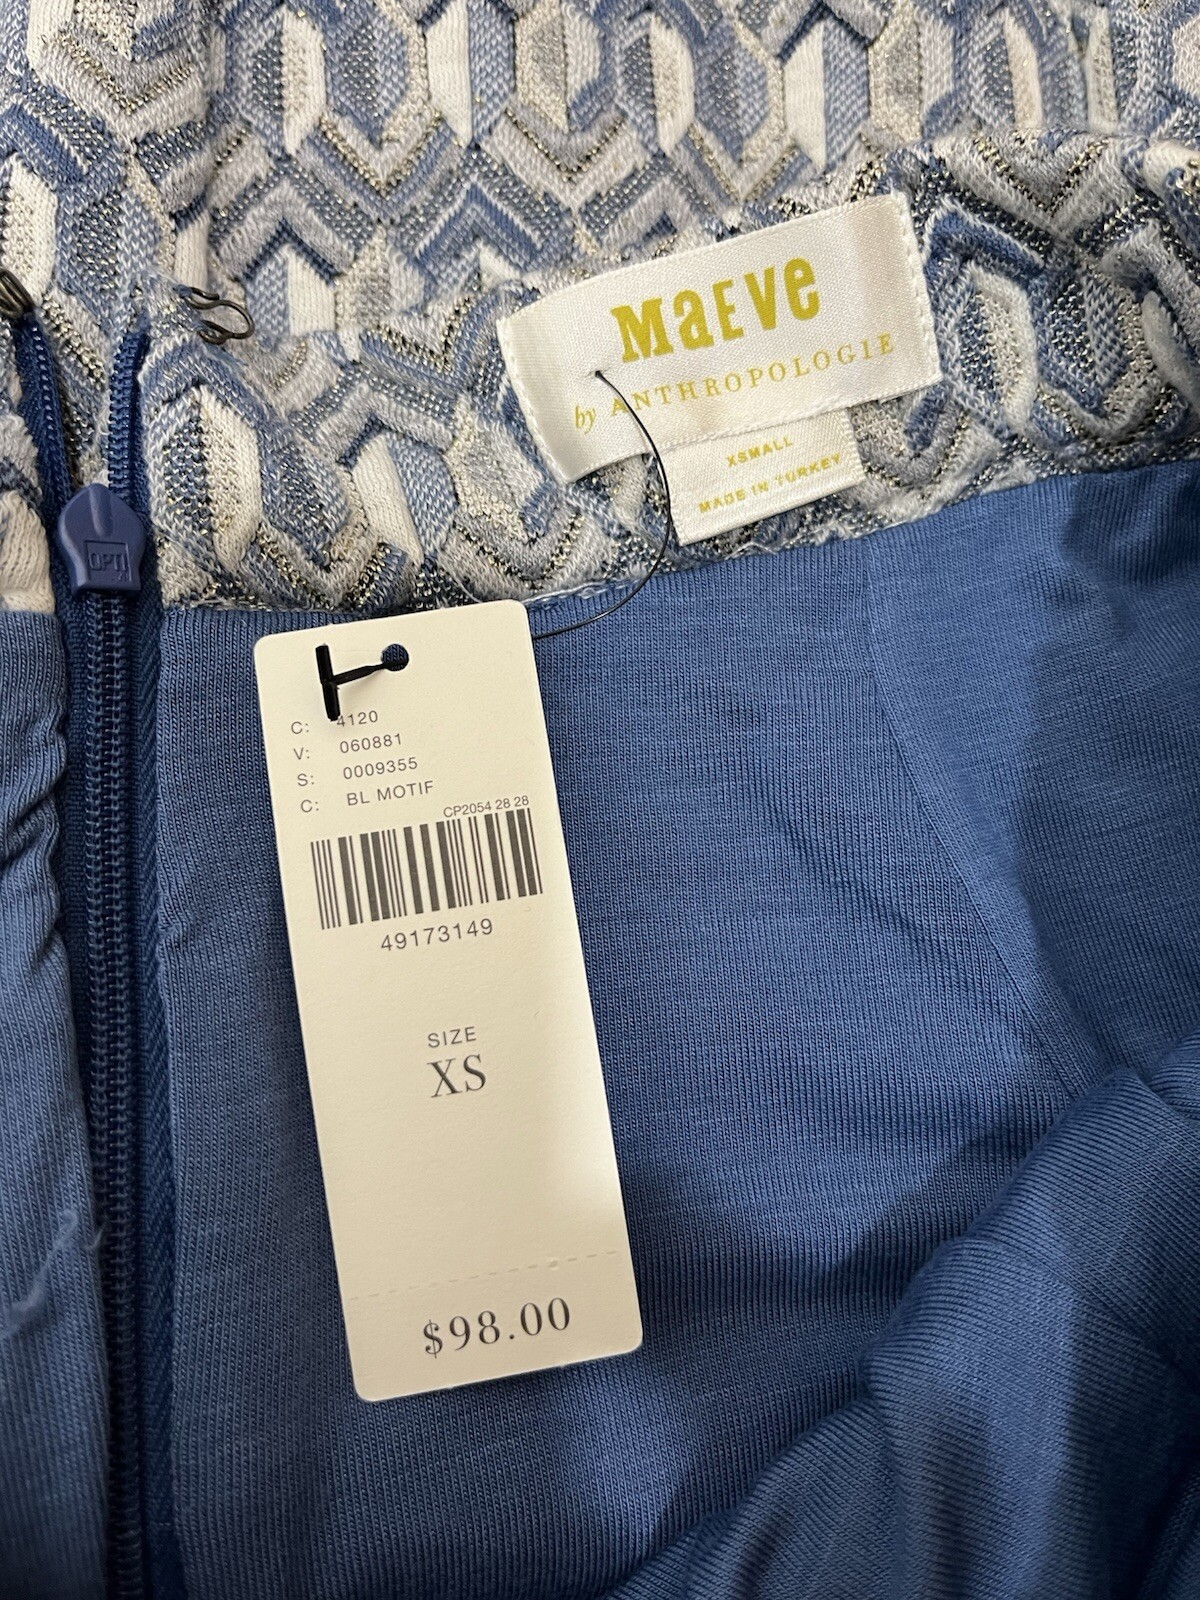 MaEVe
by ANTHROPOLOGIE
XSMALL
MADE IN TURKEY
OPTI
C: 4120
V: 060881
S: 0009355
C: BL MOTIF
CP2054 28 28
49173149
SIZE
XS
$98.00